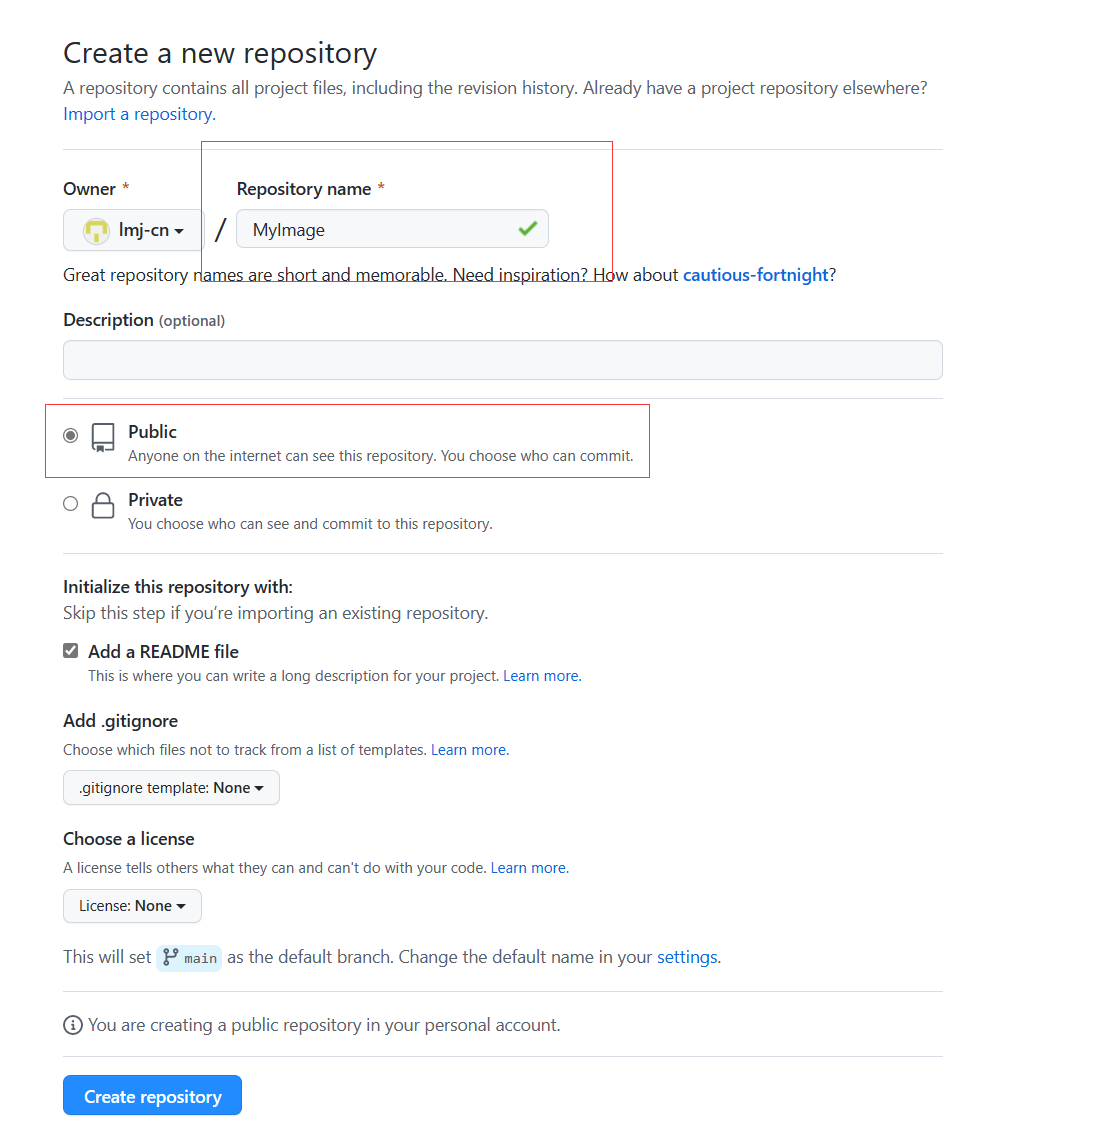 Create a new repository
A repository contains all project files, including the revision history. Already have a project repository elsewhere?
Import a repository.
Owner * Repository name *
lmj-cn / MyImage
Great repository names are short and memorable. Need inspiration? How about cautious-fortnight?
Description (optional)
Public
Anyone on the internet can see this repository. You choose who can commit.
Private
You choose who can see and commit to this repository.
Initialize this repository with:
Skip this step if you’re importing an existing repository.
Add a README file
This is where you can write a long description for your project. Learn more.
Add .gitignore
Choose which files not to track from a list of templates. Learn more.
.gitignore template: None
Choose a license
A license tells others what they can and can't do with your code. Learn more.
License: None
This will set main as the default branch. Change the default name in your settings.
You are creating a public repository in your personal account.
Create repository